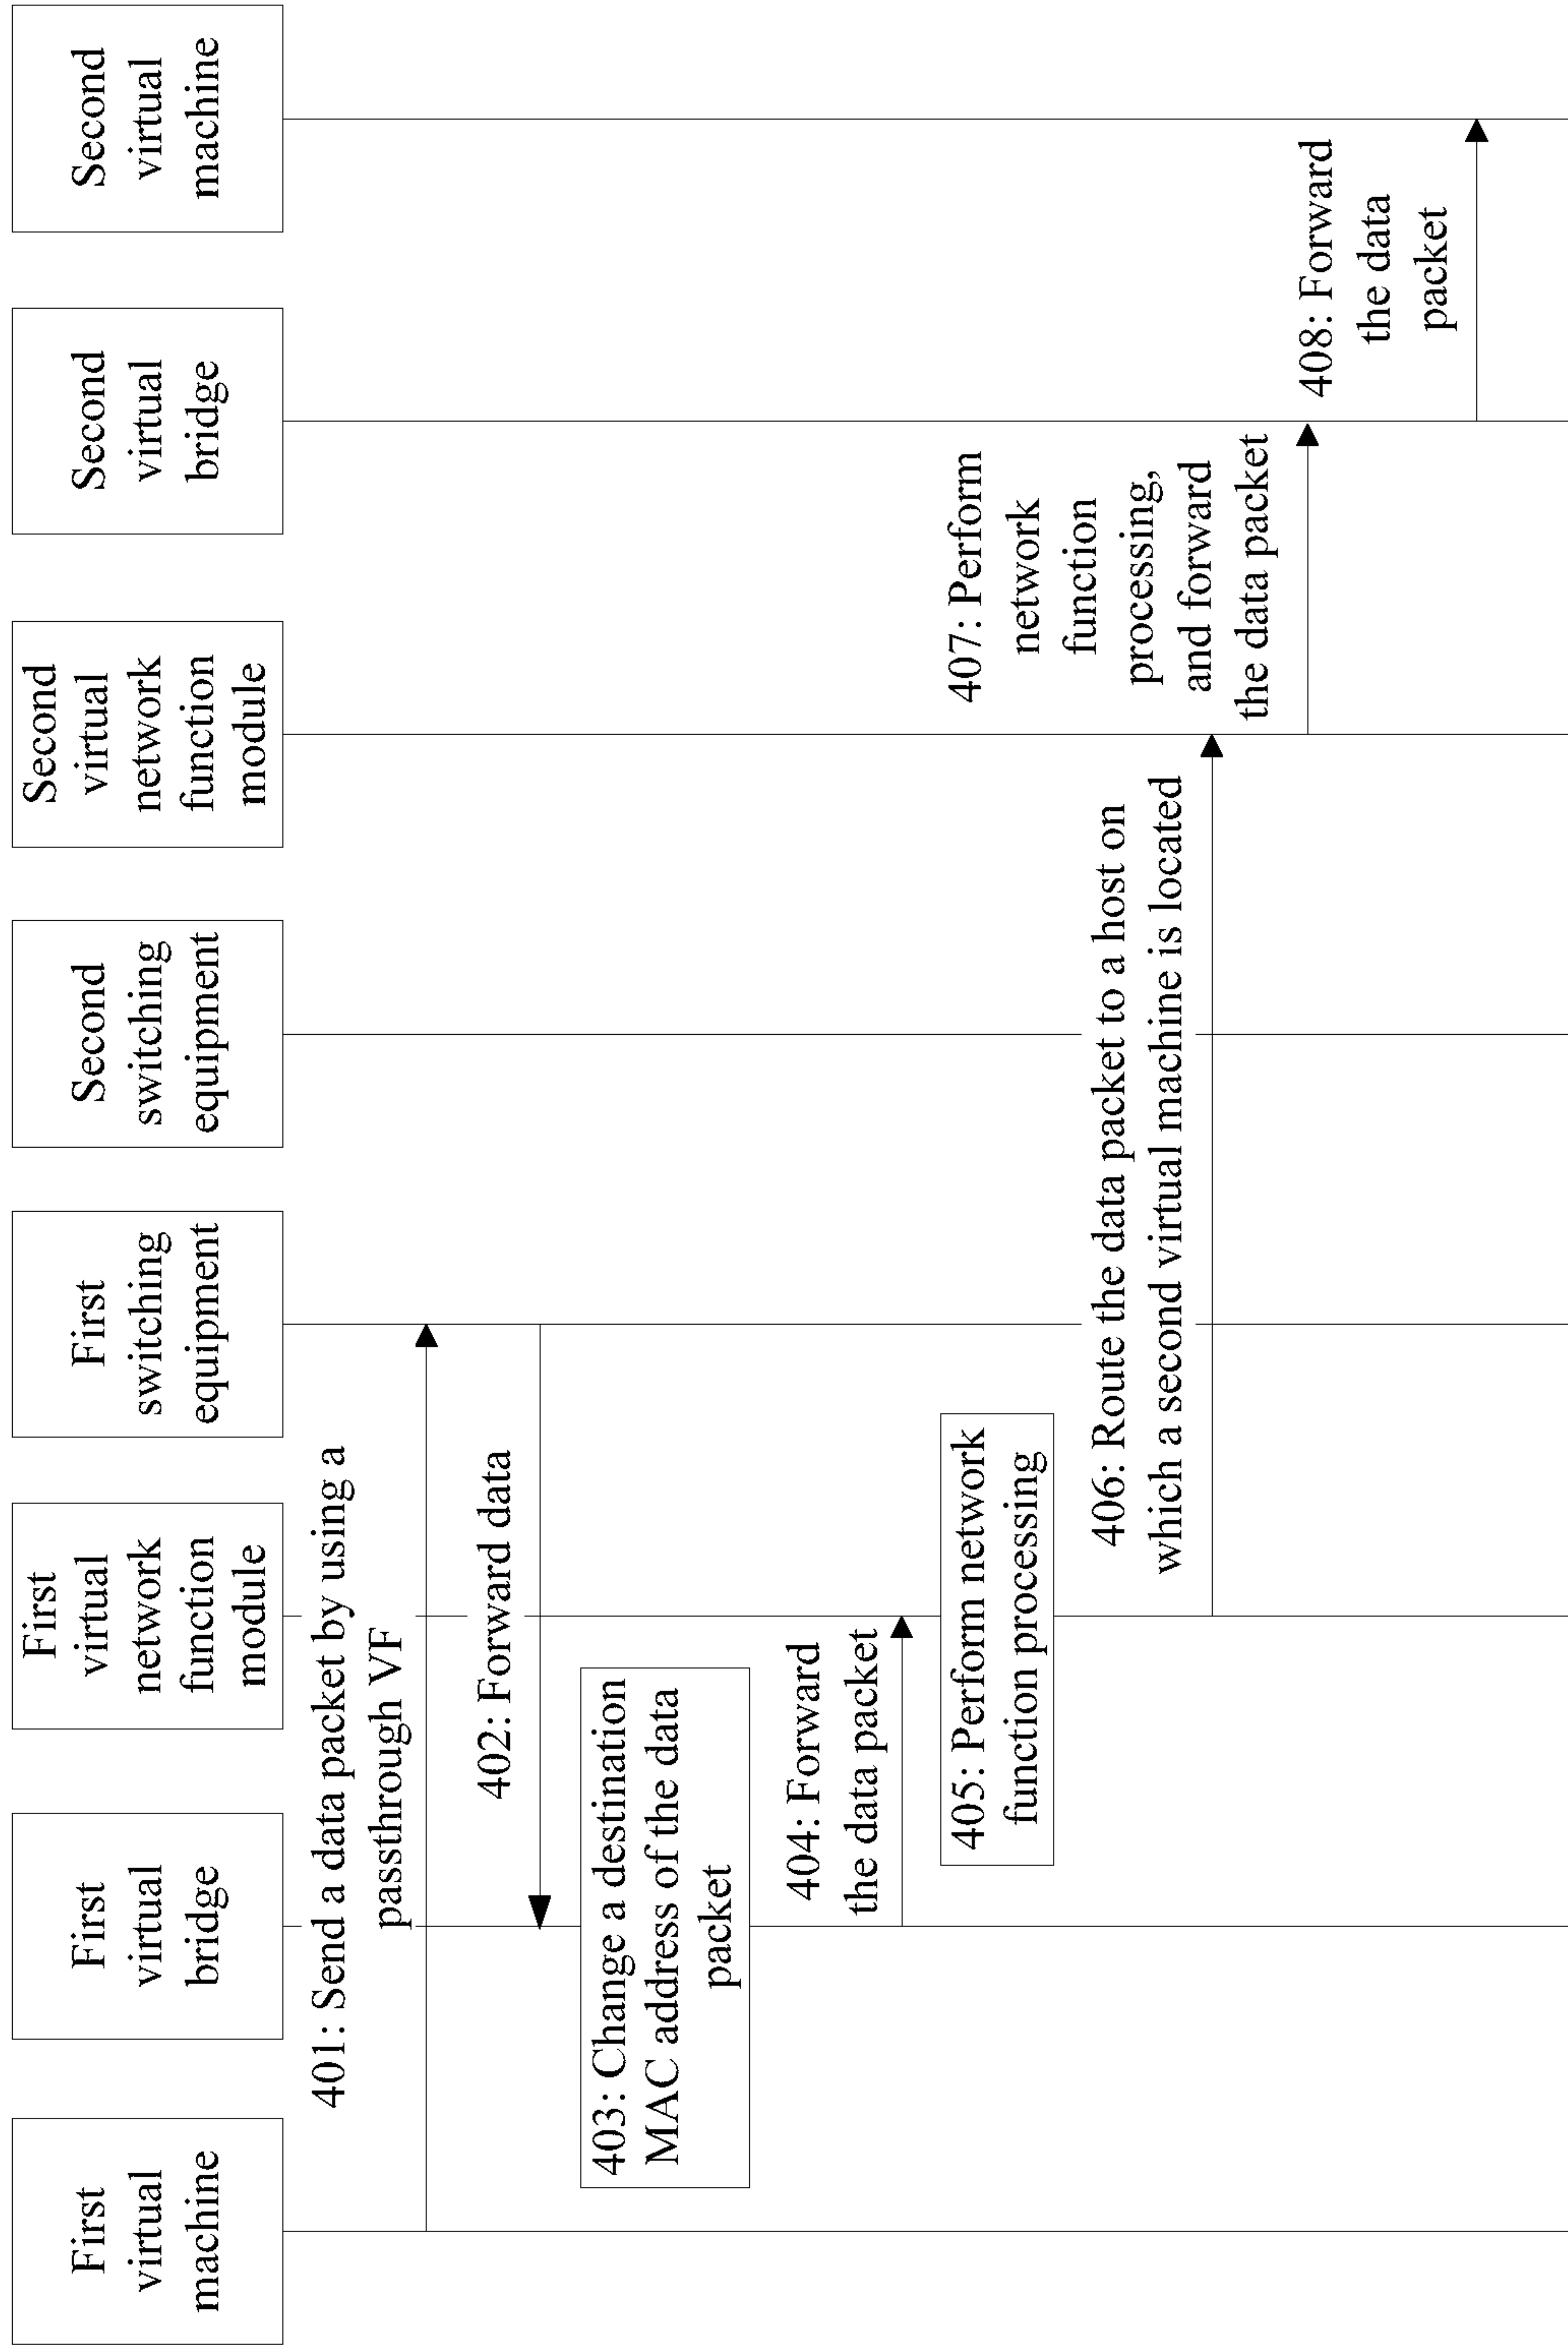 First
virtual
machine
First
virtual
bridge
First
virtual
network
function
module
First
switching
equipment
Second
switching
equipment
Second
virtual
network
function
module
Second
virtual
bridge
Second
virtual
machine
401: Send a data packet by using a
passthrough VF
402: Forward data
403: Change a destination
MAC address of the data
packet
404: Forward
the data packet
405: Perform network
function processing
406: Route the data packet to a host on
which a second virtual machine is located
407: Perform
network
function
processing,
and forward
the data packet
408: Forward
the data
packet